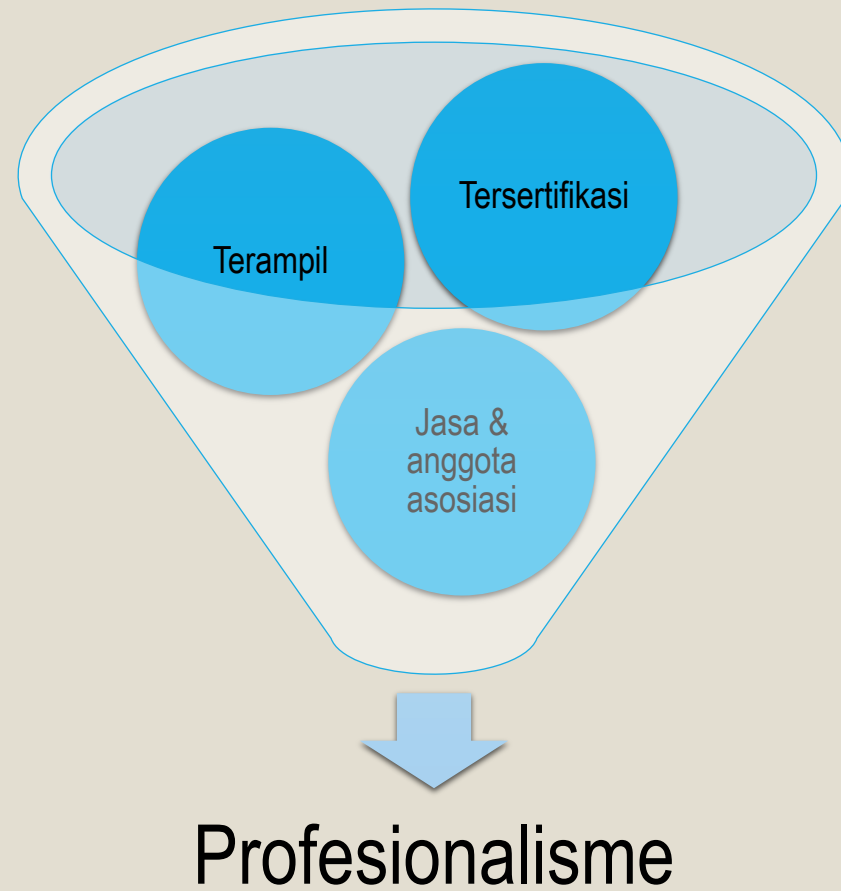 Tersertifikasi
Terampil
Jasa &
anggota
asosiasi
Profesionalisme